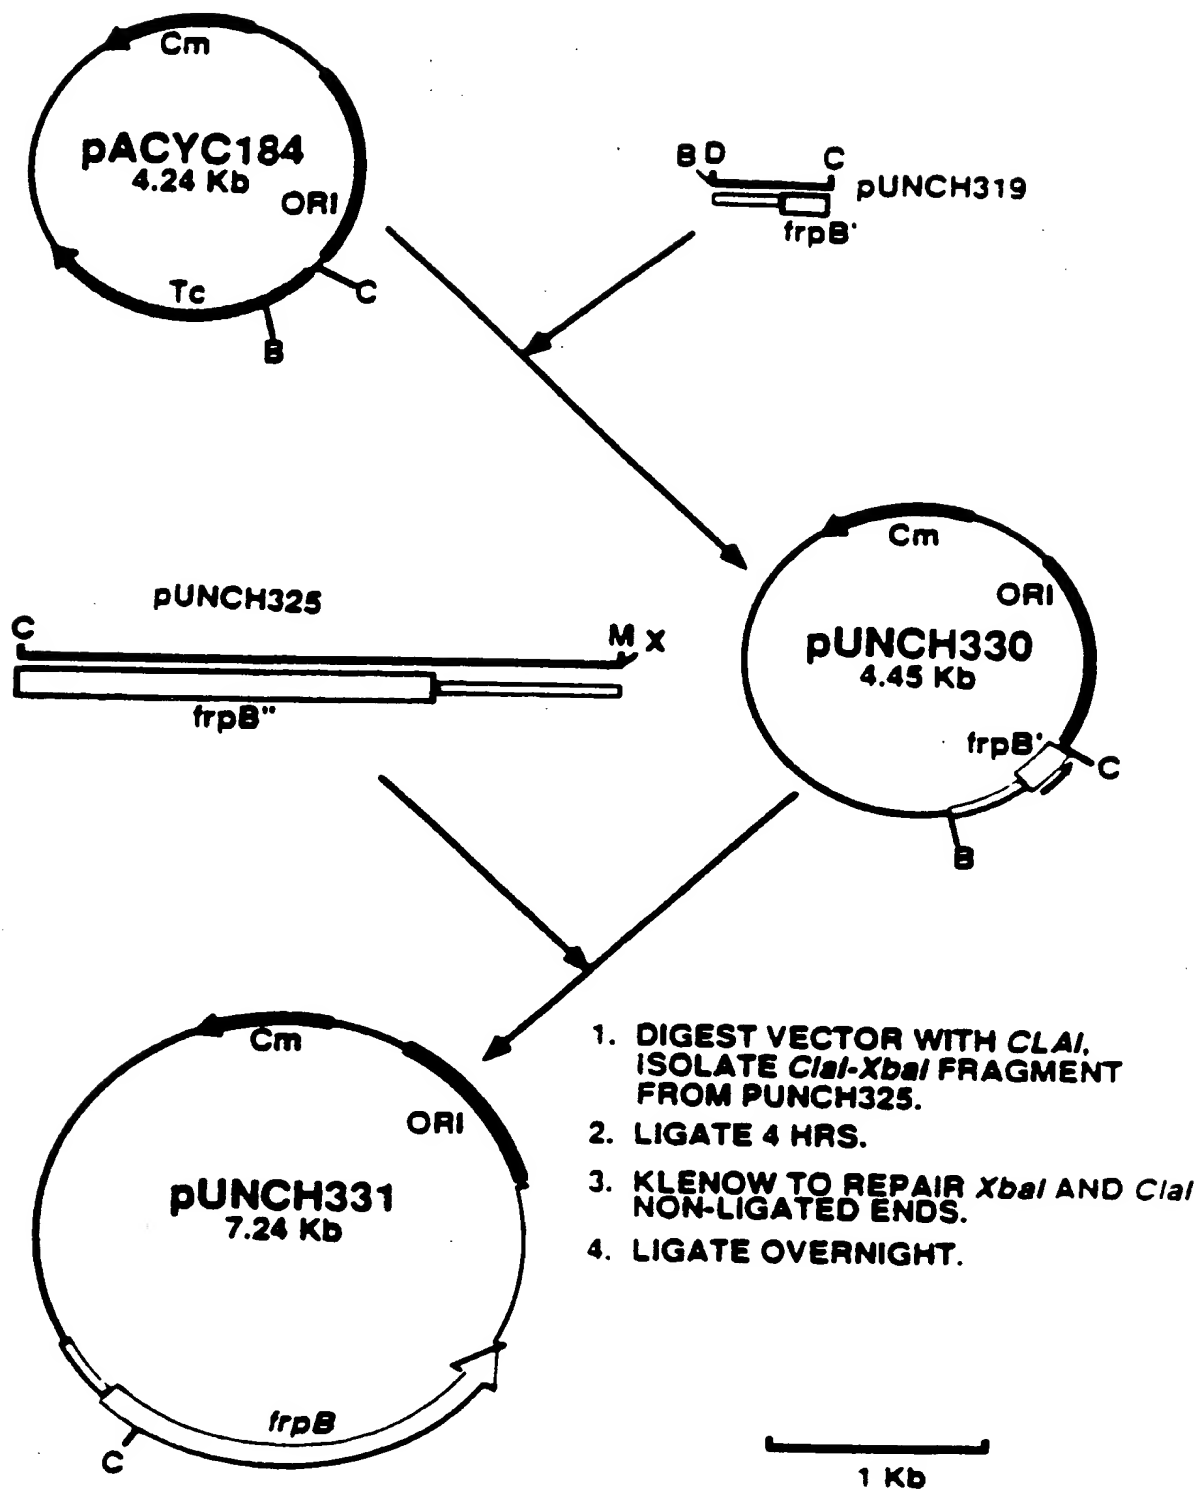 Cm
pACYC184
4.24 Kb
ORI
Tc
C
B
B D C
pUNCH319
frpB'
pUNCH325
C M X
frpB"
Cm
ORI
pUNCH330
4.45 Kb
frpB'
C
B
Cm
ORI
pUNCH331
7.24 Kb
frpB
C
1. DIGEST VECTOR WITH CLAI,
ISOLATE ClaI-XbaI FRAGMENT
FROM PUNCH325.
2. LIGATE 4 HRS.
3. KLENOW TO REPAIR XbaI AND ClaI
NON-LIGATED ENDS.
4. LIGATE OVERNIGHT.
1 Kb